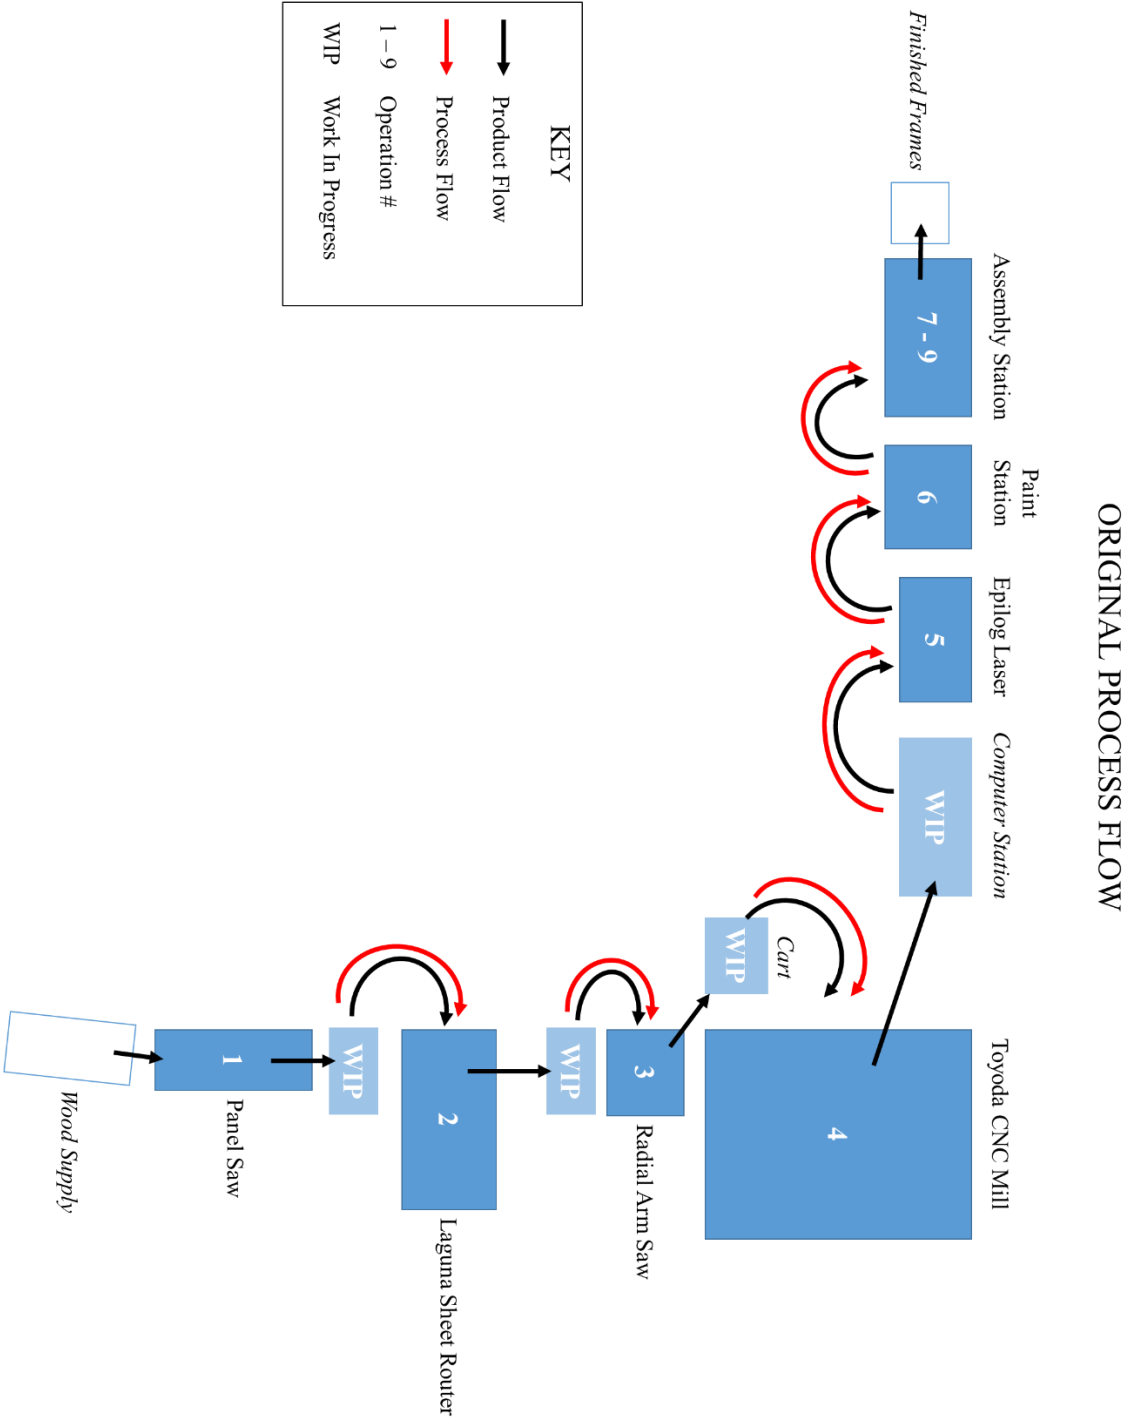 ORIGINAL PROCESS FLOW
Finished Frames
Assembly Station
7 - 9
Paint
Station
6
Epilog Laser
5
Computer Station
WIP
Toyoda CNC Mill
4
Cart
WIP
3
Radial Arm Saw
WIP
2
Laguna Sheet Router
WIP
1
Panel Saw
Wood Supply
KEY
Product Flow
Process Flow
1 – 9 Operation #
WIP Work In Progress